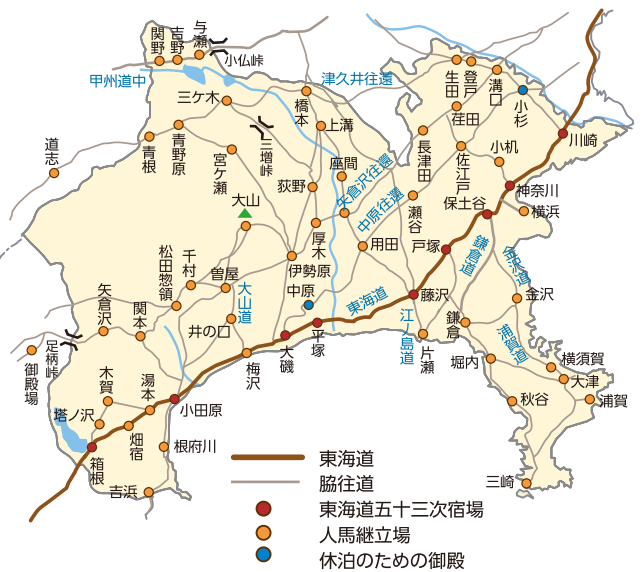 関野
吉野
与瀬
小仏峠
甲州道中
津久井往還
三ケ木
橋本
上溝
生田
登戸
溝口
小杉
荏田
川崎
道志
青根
青野原
三増峠
宮ケ瀬
荻野
座間
矢倉沢往還
中原往還
長津田
佐江戸
小机
神奈川
保土谷
横浜
大山
瀬谷
戸塚
厚木
用田
鎌倉道
金沢道
松田惣領
千村
曽屋
伊勢原
中原
大山道
東海道
藤沢
金沢
矢倉沢
関本
井の口
足柄峠
御殿場
梅沢
大磯
平塚
江ノ島道
片瀬
鎌倉
浦賀道
堀内
横須賀
大津
浦賀
秋谷
三崎
木賀
湯本
小田原
塔ノ沢
畑宿
箱根
根府川
吉浜
東海道
脇往道
東海道五十三次宿場
人馬継立場
休泊のための御殿